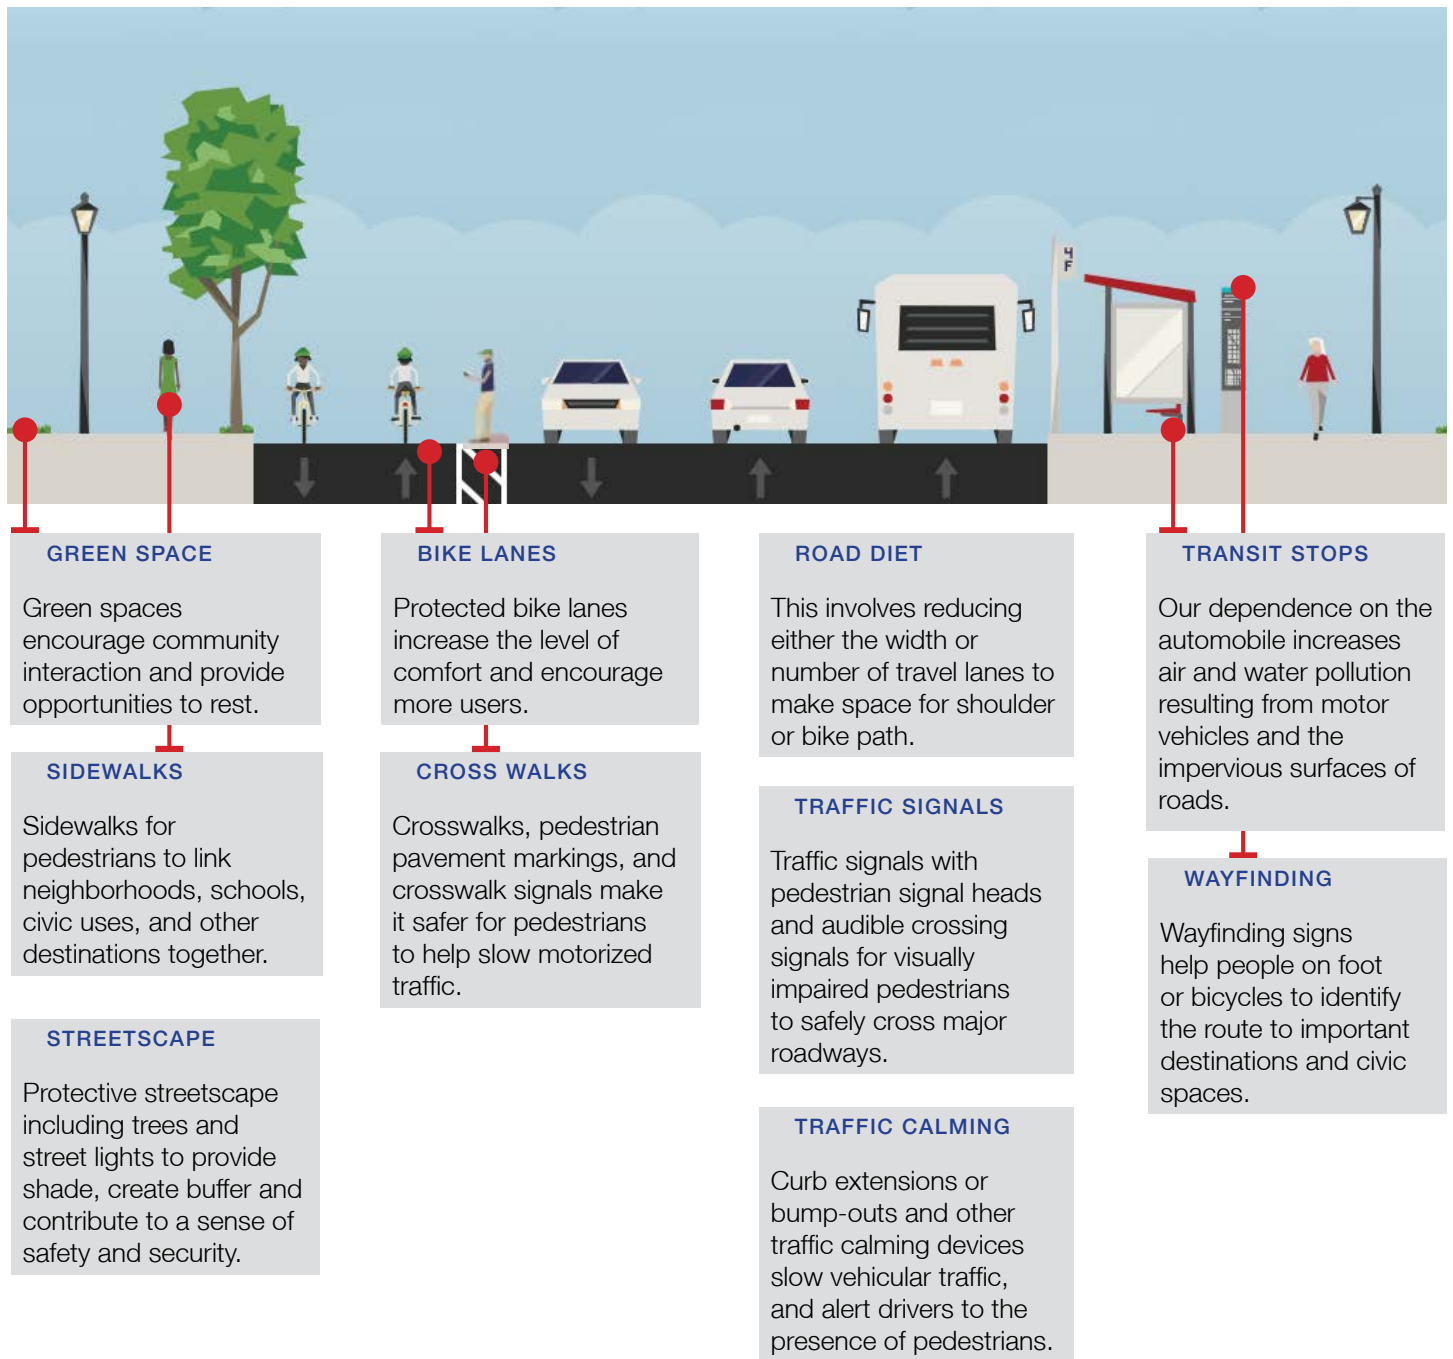 4
F
GREEN SPACE
Green spaces
encourage community
interaction and provide
opportunities to rest.
SIDEWALKS
Sidewalks for
pedestrians to link
neighborhoods, schools,
civic uses, and other
destinations together.
STREETSCAPE
Protective streetscape
including trees and
street lights to provide
shade, create buffer and
contribute to a sense of
safety and security.
BIKE LANES
Protected bike lanes
increase the level of
comfort and encourage
more users.
CROSS WALKS
Crosswalks, pedestrian
pavement markings, and
crosswalk signals make
it safer for pedestrians
to help slow motorized
traffic.
ROAD DIET
This involves reducing
either the width or
number of travel lanes to
make space for shoulder
or bike path.
TRAFFIC SIGNALS
Traffic signals with
pedestrian signal heads
and audible crossing
signals for visually
impaired pedestrians
to safely cross major
roadways.
TRAFFIC CALMING
Curb extensions or
bump-outs and other
traffic calming devices
slow vehicular traffic,
and alert drivers to the
presence of pedestrians.
TRANSIT STOPS
Our dependence on the
automobile increases
air and water pollution
resulting from motor
vehicles and the
impervious surfaces of
roads.
WAYFINDING
Wayfinding signs
help people on foot
or bicycles to identify
the route to important
destinations and civic
spaces.